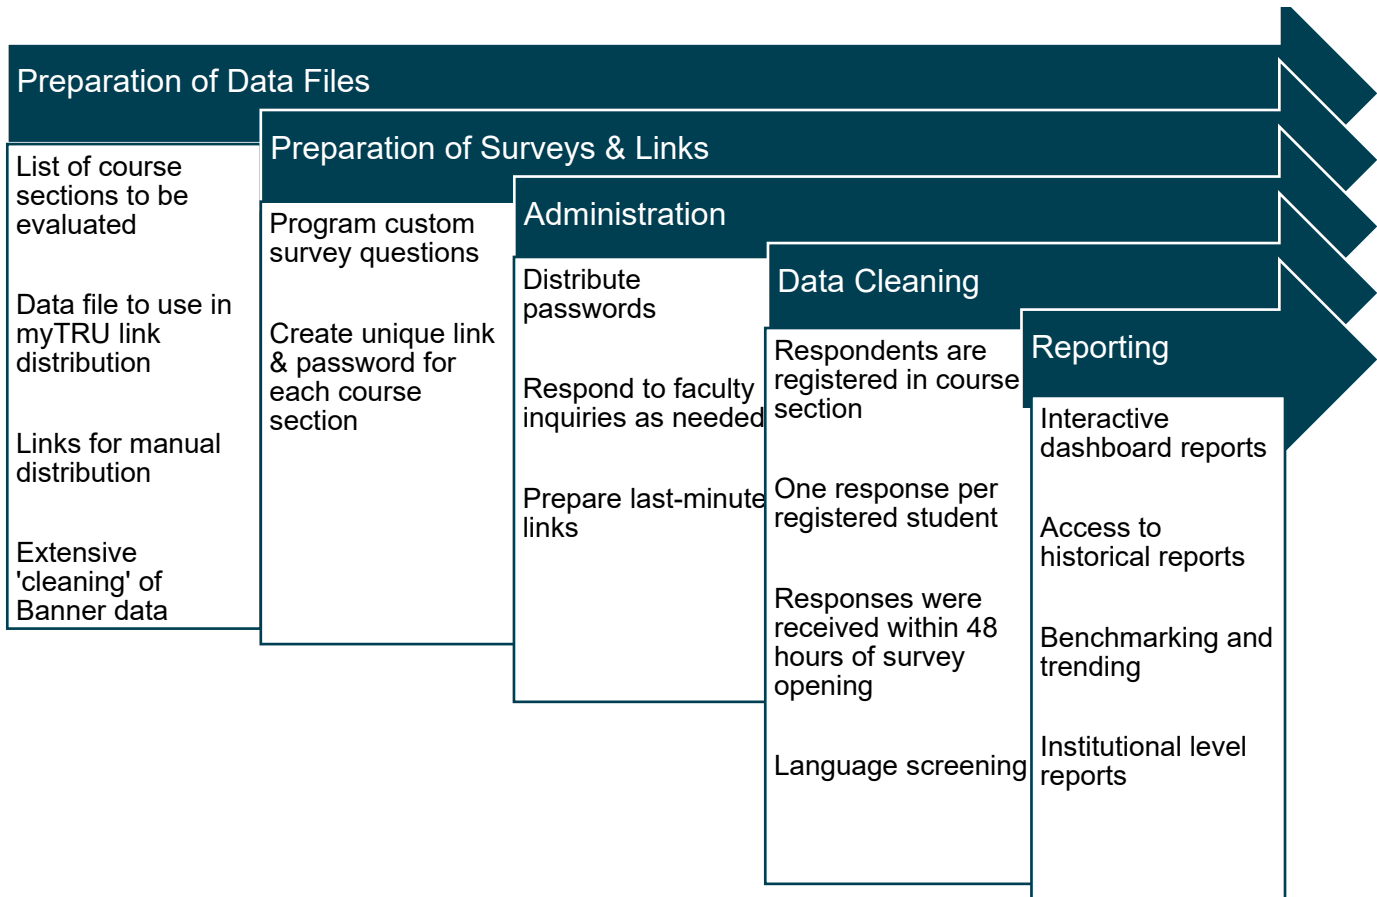 Preparation of Data Files
List of course
sections to be
evaluated
Data file to use in
myTRU link
distribution
Links for manual
distribution
Extensive
'cleaning' of
Banner data
Preparation of Surveys & Links
Program custom
survey questions
Create unique link
& password for
each course
section
Administration
Distribute
passwords
Respond to faculty
inquiries as needed
Prepare last-minute
links
Data Cleaning
Respondents are
registered in course
section
One response per
registered student
Responses were
received within 48
hours of survey
opening
Language screening
Reporting
Interactive
dashboard reports
Access to
historical reports
Benchmarking and
trending
Institutional level
reports